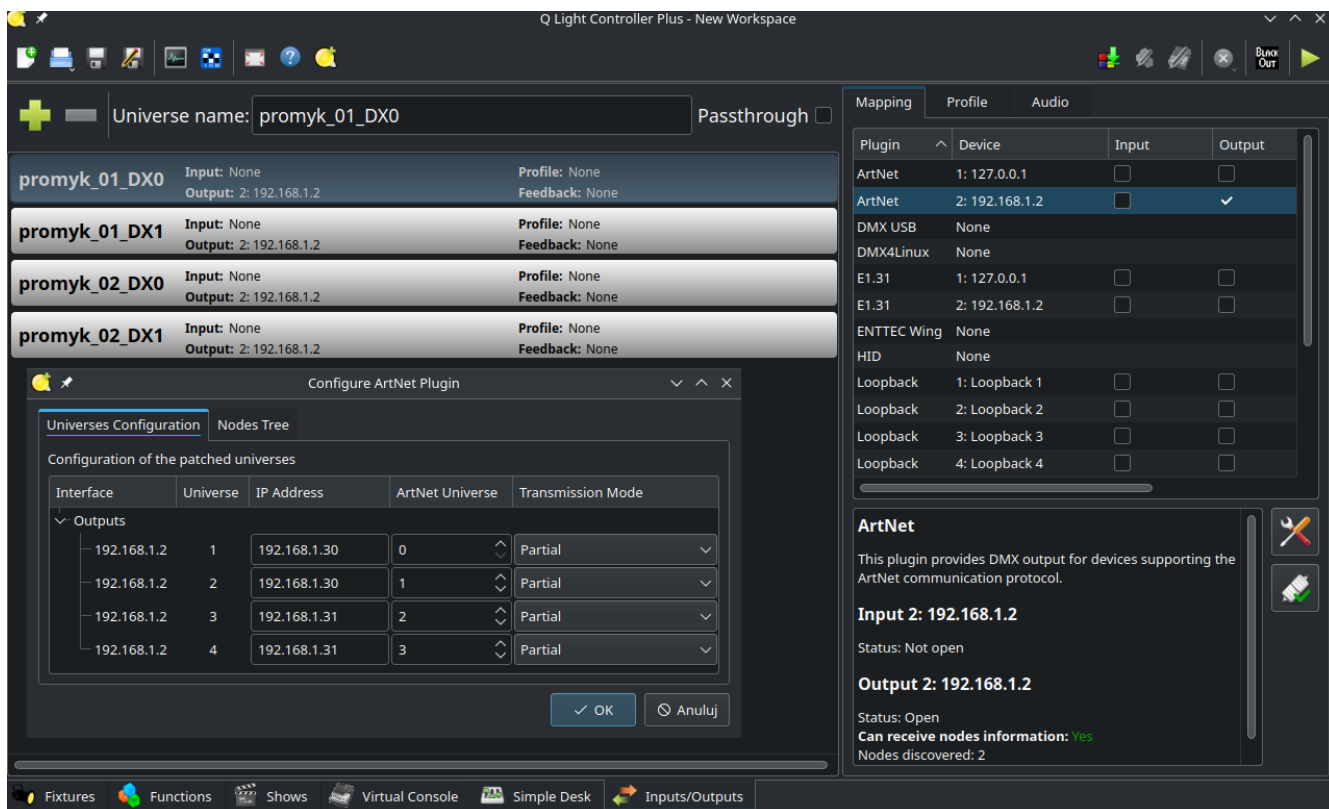 Q Light Controller Plus - New Workspace
BLACK OUT
Universe name: promyk_01_DX0 Passthrough
promyk_01_DX0 Input: None Profile: None
Output: 2: 192.168.1.2 Feedback: None
promyk_01_DX1 Input: None Profile: None
Output: 2: 192.168.1.2 Feedback: None
promyk_02_DX0 Input: None Profile: None
Output: 2: 192.168.1.2 Feedback: None
promyk_02_DX1 Input: None Profile: None
Output: 2: 192.168.1.2 Feedback: None
Configure ArtNet Plugin
Universes Configuration Nodes Tree
Configuration of the patched universes
Interface Universe IP Address ArtNet Universe Transmission Mode
Outputs
192.168.1.2 1 192.168.1.30 0 Partial
192.168.1.2 2 192.168.1.30 1 Partial
192.168.1.2 3 192.168.1.31 2 Partial
192.168.1.2 4 192.168.1.31 3 Partial
OK Anuluj
Mapping Profile Audio
Plugin Device Input Output
ArtNet 1: 127.0.0.1
ArtNet 2: 192.168.1.2
DMX USB None
DMX4Linux None
E1.31 1: 127.0.0.1
E1.31 2: 192.168.1.2
ENTTEC Wing None
HID None
Loopback 1: Loopback 1
Loopback 2: Loopback 2
Loopback 3: Loopback 3
Loopback 4: Loopback 4
ArtNet
This plugin provides DMX output for devices supporting the
ArtNet communication protocol.
Input 2: 192.168.1.2
Status: Not open
Output 2: 192.168.1.2
Status: Open
Can receive nodes information: Yes
Nodes discovered: 2
Fixtures Functions Shows Virtual Console Simple Desk Inputs/Outputs